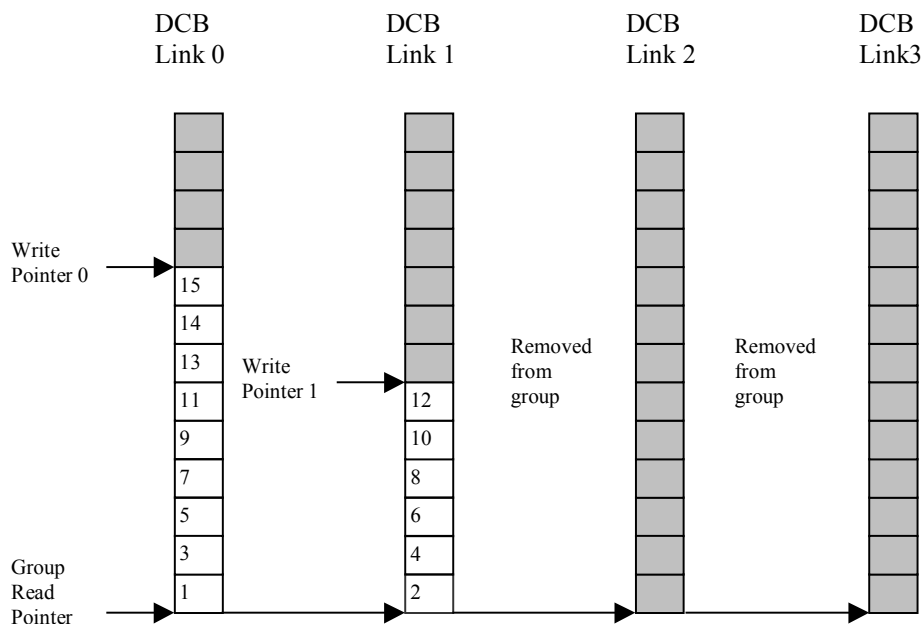 DCB
Link 0
DCB
Link 1
DCB
Link 2
DCB
Link3
Write
Pointer 0
15
14
13
11
9
7
5
3
1
Write
Pointer 1
12
10
8
6
4
2
Removed
from
group
Removed
from
group
Group
Read
Pointer